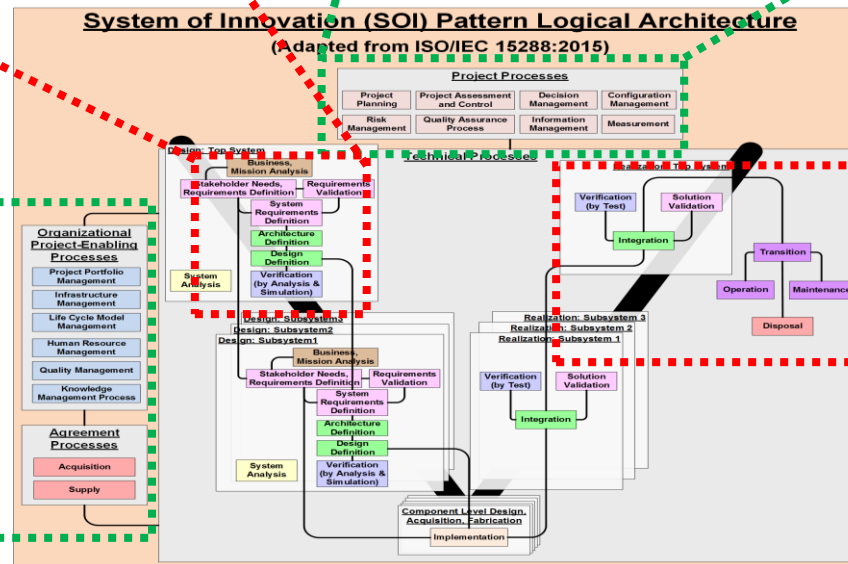 System of Innovation (SOI) Pattern Logical Architecture
(Adapted from ISO/IEC 15288:2015)
Project Processes
Project
Planning
Project Assessment
and Control
Decision
Management
Configuration
Management
Risk
Management
Quality Assurance
Process
Information
Management
Measurement
Technical Processes
Design: Top System
Business,
Mission Analysis
Stakeholder Needs,
Requirements Definition
Requirements
Validation
System
Requirements
Definition
Architecture
Definition
Design
Definition
System
Analysis
Verification
(by Analysis &
Simulation)
Realization: Top System
Verification
(by Test)
Solution
Validation
Integration
Transition
Operation
Maintenance
Disposal
Organizational
Project-Enabling
Processes
Project Portfolio
Management
Infrastructure
Management
Life Cycle Model
Management
Human Resource
Management
Quality Management
Knowledge
Management Process
Agreement
Processes
Acquisition
Supply
Design: Subsystem3
Design: Subsystem2
Design: Subsystem1
Business,
Mission Analysis
Stakeholder Needs,
Requirements Definition
Requirements
Validation
System
Requirements
Definition
Architecture
Definition
Design
Definition
System
Analysis
Verification
(by Analysis &
Simulation)
Realization: Subsystem 3
Realization: Subsystem 2
Realization: Subsystem 1
Verification
(by Test)
Solution
Validation
Integration
Component Level Design,
Acquisition, Fabrication
Implementation